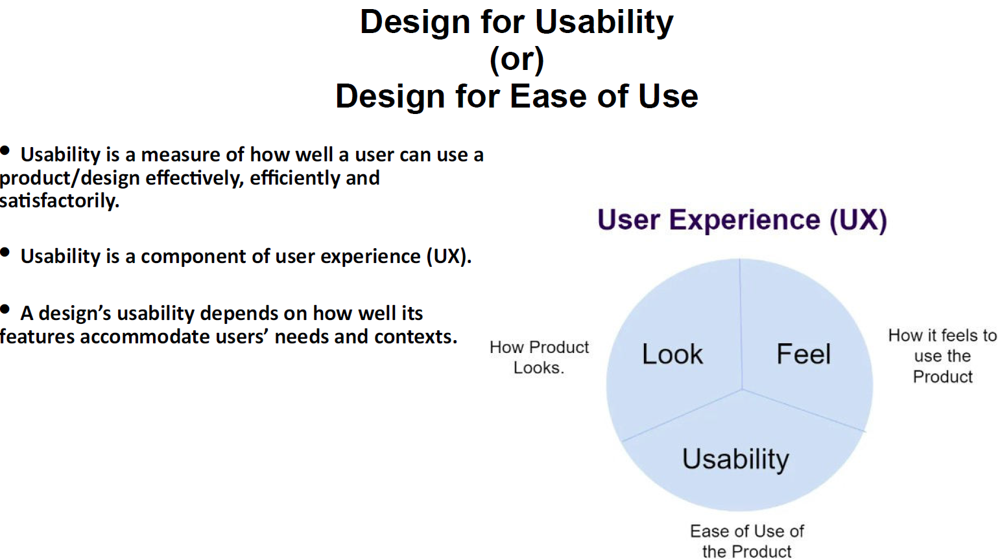 Design for Usability
(or)
Design for Ease of Use
• Usability is a measure of how well a user can use a
product/design effectively, efficiently and
satisfactorily.
• Usability is a component of user experience (UX).
• A design’s usability depends on how well its
features accommodate users’ needs and contexts.
User Experience (UX)
How Product
Looks.
Look
Feel
How it feels to
use the
Product
Usability
Ease of Use of
the Product